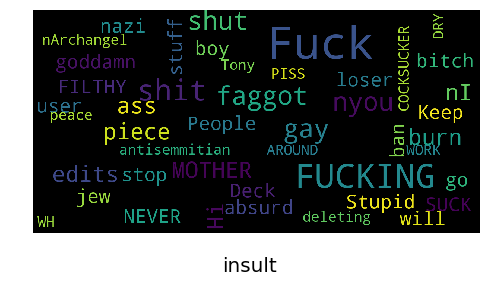 nazi shut Fuck DRY
nArchangel stuff boy Tony COCKSUCKER bitch
goddamn PISS loser
FILTHY shit faggot nyou nI
user peace ass Keep
piece People gay ban burn
antisemmitian AROUND WORK
edits stop MOTHER FUCKING go
jew Deck absurd Stupid SUCK
WH NEVER Hi deleting will
insult